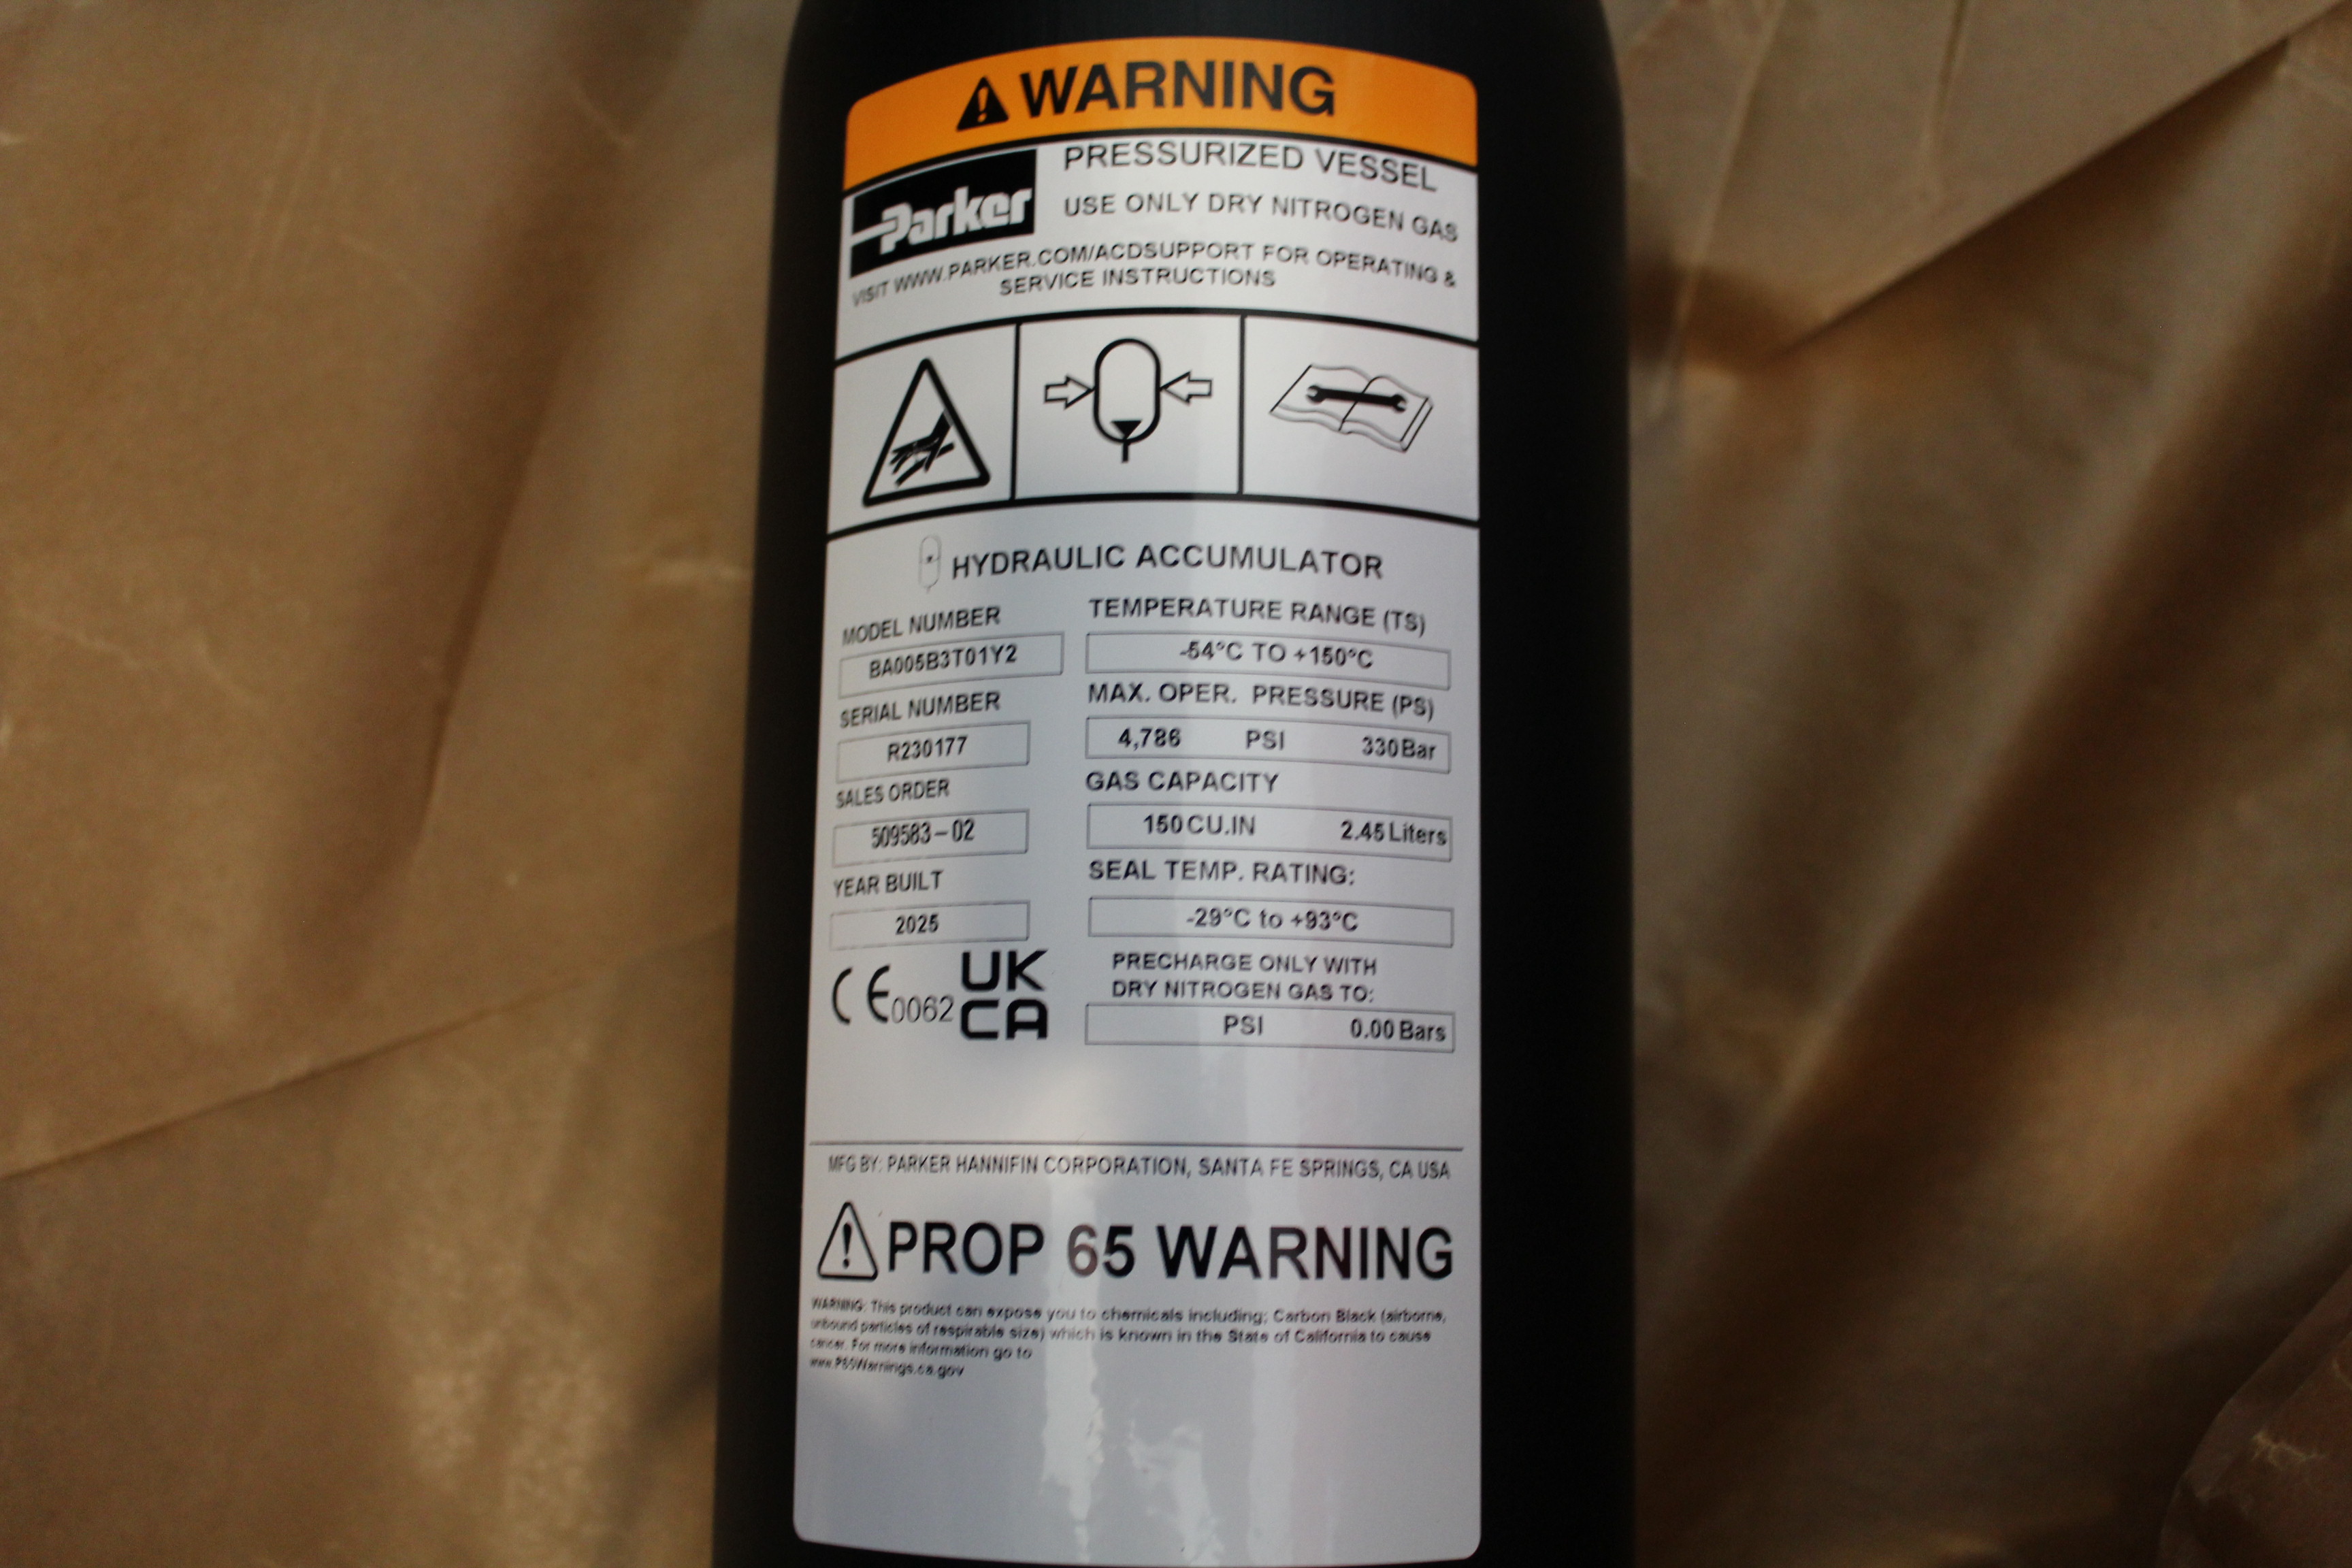 WARNING
Parker
PRESSURIZED VESSEL
USE ONLY DRY NITROGEN GAS
VISIT WWW.PARKER.COM/ACDSUPPORT FOR OPERATING &
SERVICE INSTRUCTIONS
HYDRAULIC ACCUMULATOR
MODEL NUMBER
BA005B3T01Y2
SERIAL NUMBER
R230177
SALES ORDER
509583-02
YEAR BUILT
2025
CE 0062 UK
CA
TEMPERATURE RANGE (TS)
-54°C TO +150°C
MAX. OPER. PRESSURE (PS)
4,786 PSI 330Bar
GAS CAPACITY
150CU.IN 2.45Liters
SEAL TEMP. RATING:
-29°C to +93°C
PRECHARGE ONLY WITH
DRY NITROGEN GAS TO:
PSI 0.00 Bars
MFG BY: PARKER HANNIFIN CORPORATION, SANTA FE SPRINGS, CA USA
PROP 65 WARNING
WARNING: This product can expose you to chemicals including: Carbon Black (airborne,
unbound particles of respirable size) which is known in the State of California to cause
cancer. For more information go to
www.P65Warnings.ca.gov